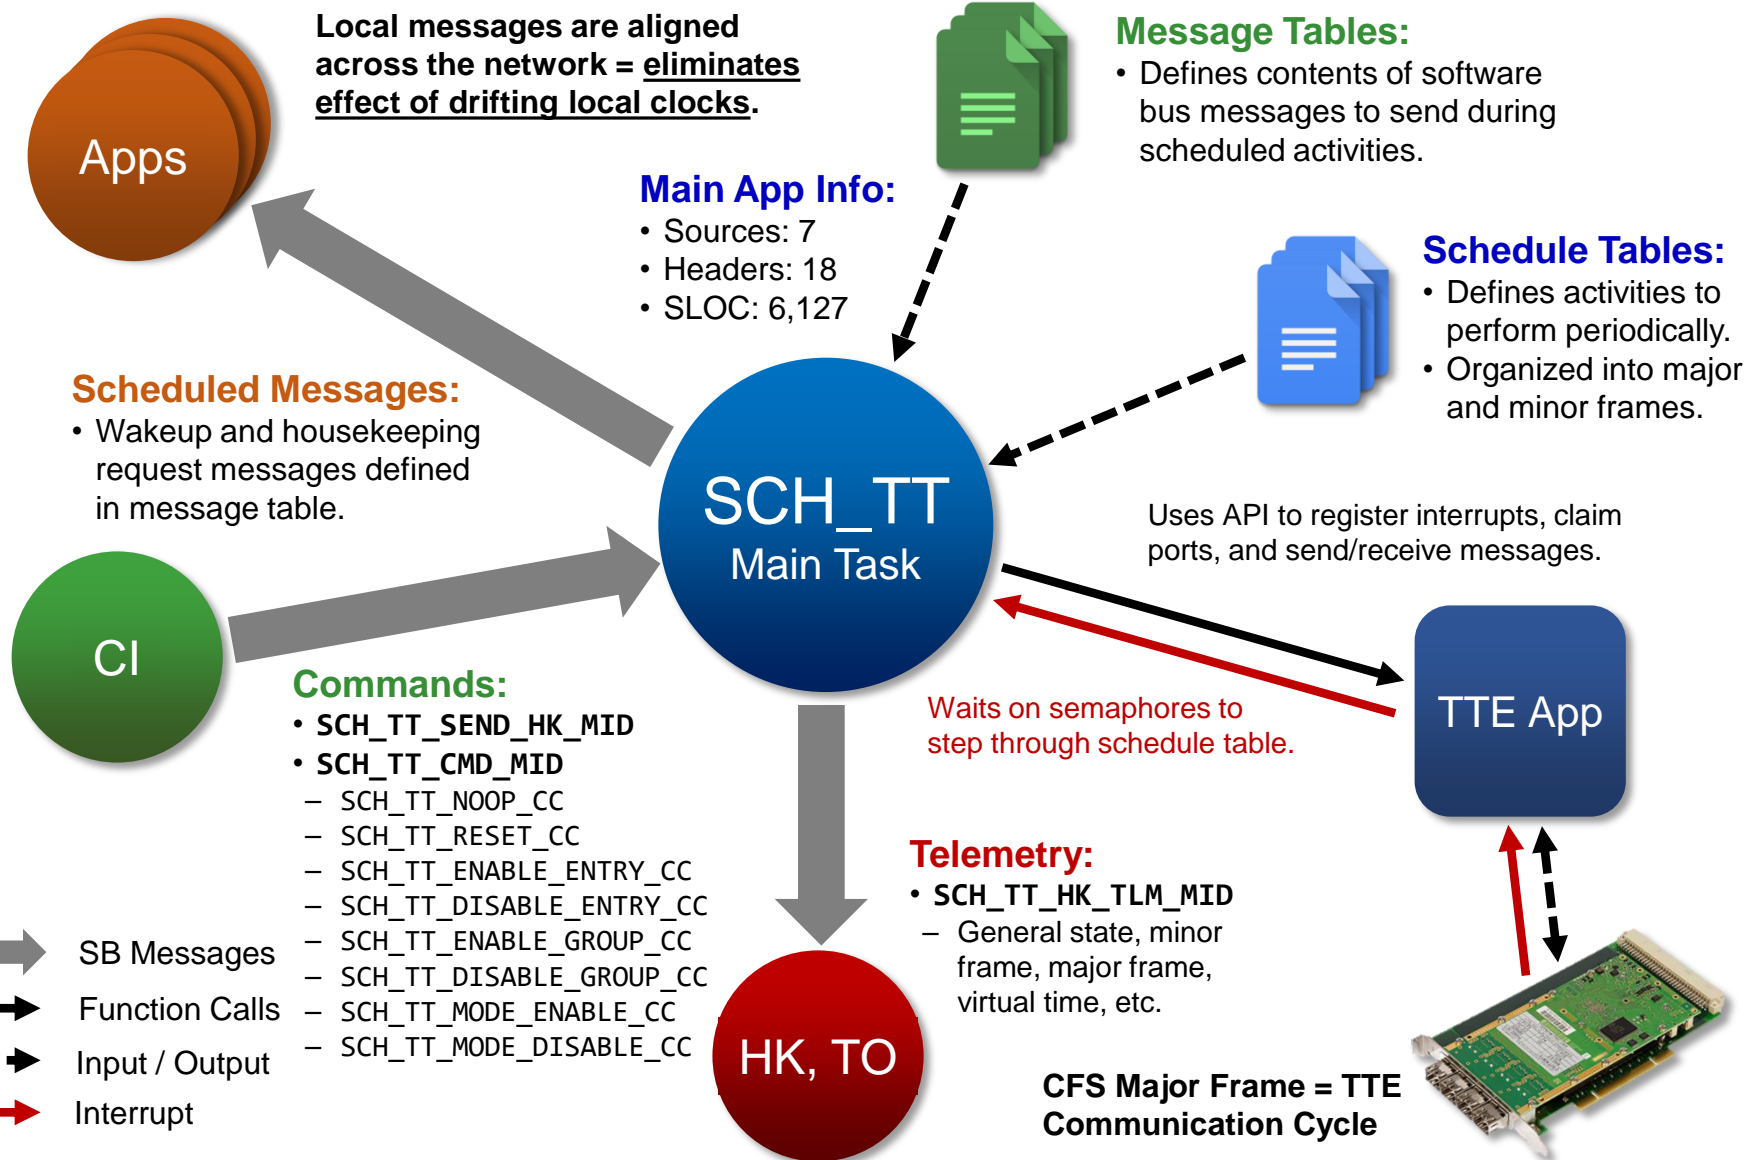 Local messages are aligned
across the network = eliminates
effect of drifting local clocks.
Apps
Message Tables:
• Defines contents of software
bus messages to send during
scheduled activities.
Main App Info:
• Sources: 7
• Headers: 18
• SLOC: 6,127
Schedule Tables:
• Defines activities to
perform periodically.
• Organized into major
and minor frames.
Scheduled Messages:
• Wakeup and housekeeping
request messages defined
in message table.
SCH_TT
Main Task
Uses API to register interrupts, claim
ports, and send/receive messages.
CI
Commands:
• SCH_TT_SEND_HK_MID
• SCH_TT_CMD_MID
– SCH_TT_NOOP_CC
– SCH_TT_RESET_CC
– SCH_TT_ENABLE_ENTRY_CC
– SCH_TT_DISABLE_ENTRY_CC
– SCH_TT_ENABLE_GROUP_CC
– SCH_TT_DISABLE_GROUP_CC
– SCH_TT_MODE_ENABLE_CC
– SCH_TT_MODE_DISABLE_CC
Waits on semaphores to
step through schedule table.
TTE App
Telemetry:
• SCH_TT_HK_TLM_MID
– General state, minor
frame, major frame,
virtual time, etc.
SB Messages
Function Calls
Input / Output
Interrupt
HK, TO
CFS Major Frame = TTE
Communication Cycle